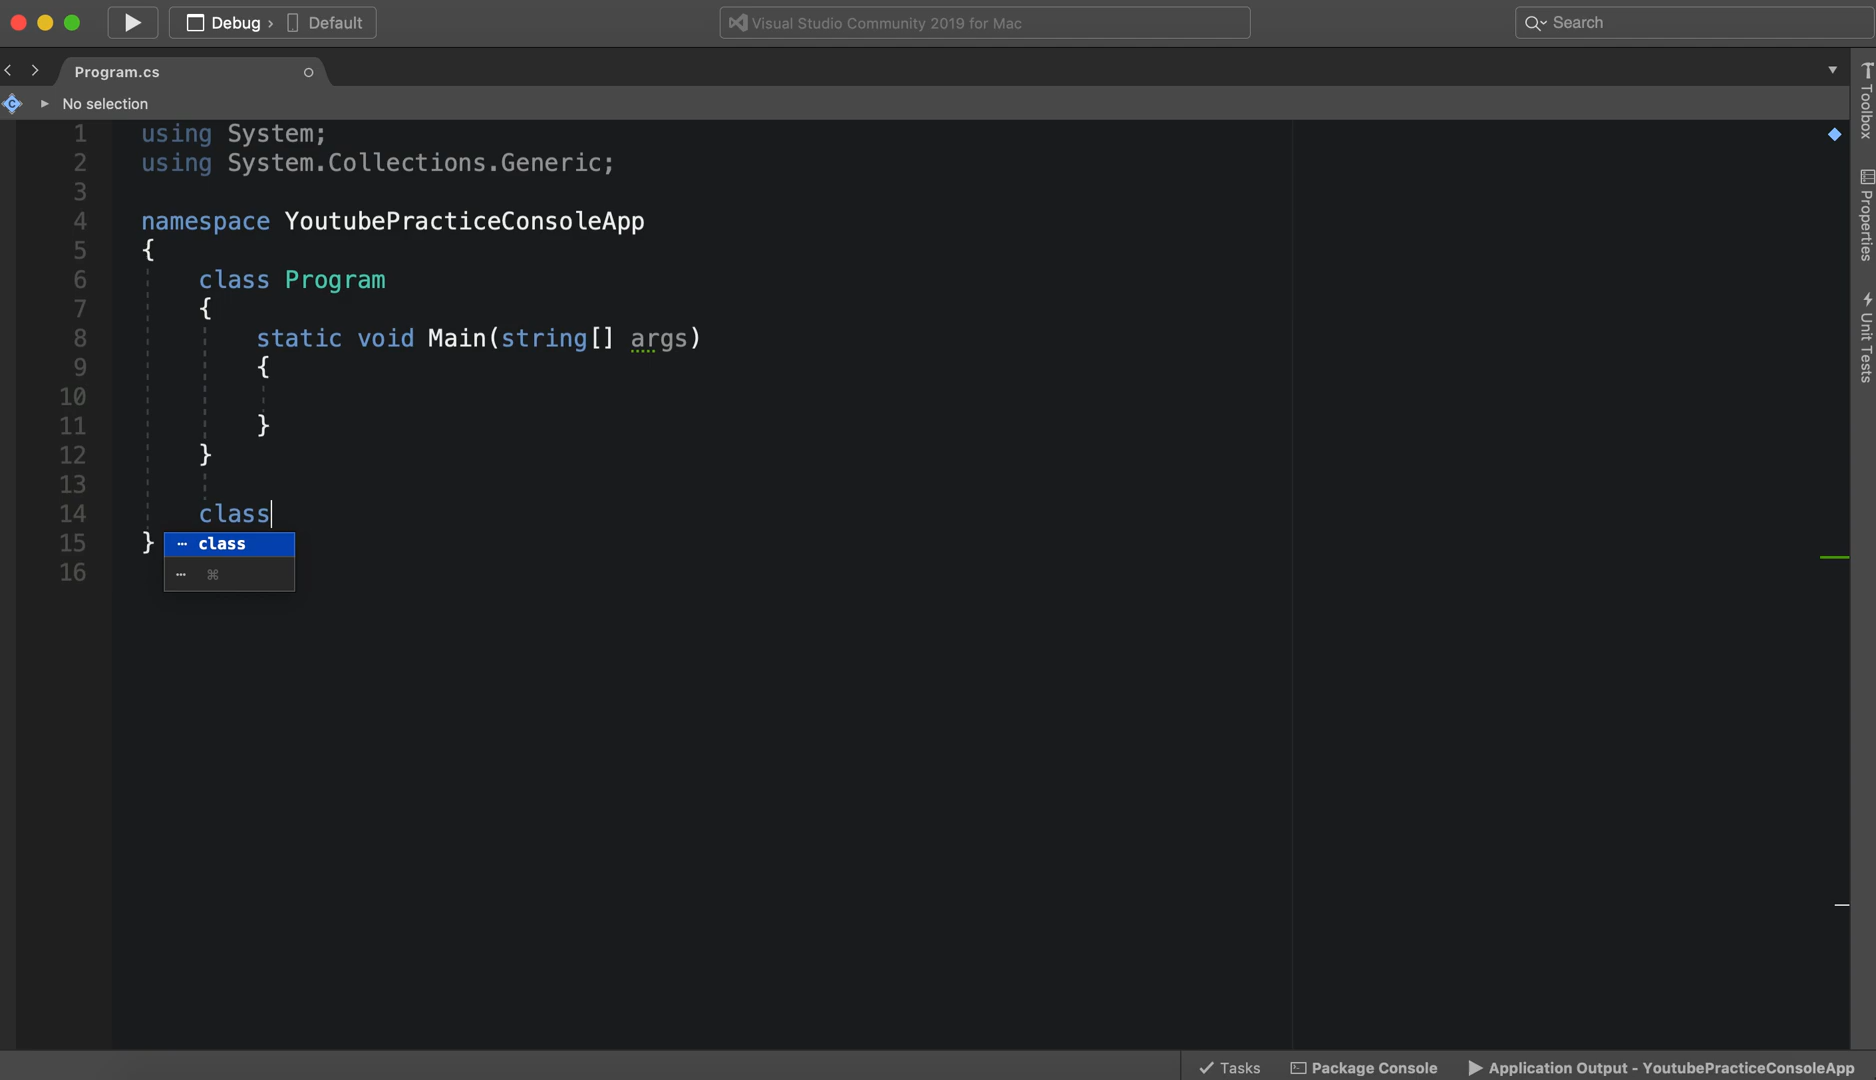 Debug › Default
Visual Studio Community 2019 for Mac
Search
Program.cs
No selection
1 using System;
2 using System.Collections.Generic;
3
4 namespace YoutubePracticeConsoleApp
5 {
6 class Program
7 {
8 static void Main(string[] args)
9 {
10
11 }
12 }
13
14 class
15 }
16
class
⌘
Toolbox
Properties
Unit Tests
Tasks
Package Console
Application Output - YoutubePracticeConsoleApp